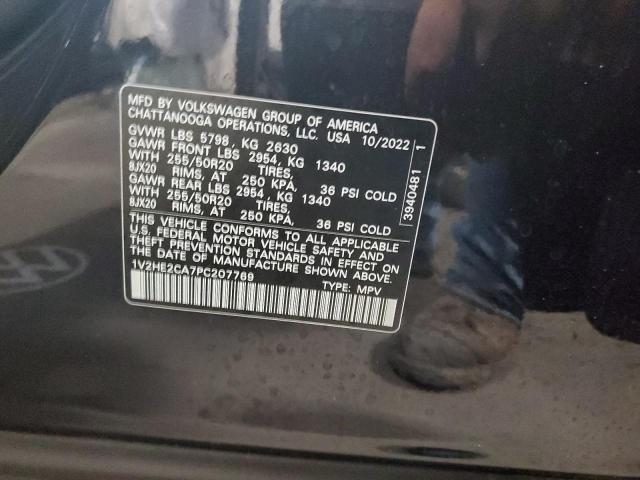 MFD BY VOLKSWAGEN GROUP OF AMERICA
CHATTANOOGA OPERATIONS, LLC. USA 10/2022
GVWR LBS 5798, KG 2630
GAWR FRONT LBS 2954, KG 1340
WITH 255/50R20 TIRES,
8JX20 RIMS, AT 250 KPA, 36 PSI COLD
GAWR REAR LBS 2954, KG 1340
WITH 255/50R20 TIRES,
8JX20 RIMS, AT 250 KPA, 36 PSI COLD
THIS VEHICLE CONFORMS TO ALL APPLICABLE
U.S. FEDERAL MOTOR VEHICLE SAFETY AND
THEFT PREVENTION STANDARDS IN EFFECT ON
THE DATE OF MANUFACTURE SHOWN ABOVE.
1V2HE2CA7PC207769
TYPE: MPV
3940481 1